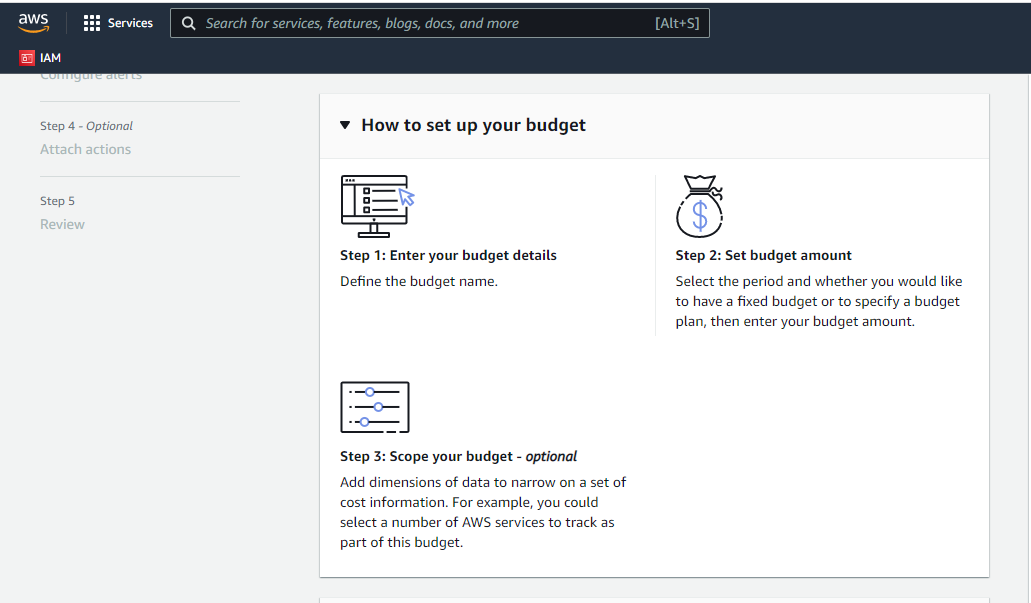 aws
Services
Search for services, features, blogs, docs, and more
[Alt+S]
IAM
Configure alerts
Step 4 - Optional
Attach actions
Step 5
Review
How to set up your budget
Step 1: Enter your budget details
Define the budget name.
$
Step 2: Set budget amount
Select the period and whether you would like
to have a fixed budget or to specify a budget
plan, then enter your budget amount.
Step 3: Scope your budget - optional
Add dimensions of data to narrow on a set of
cost information. For example, you could
select a number of AWS services to track as
part of this budget.